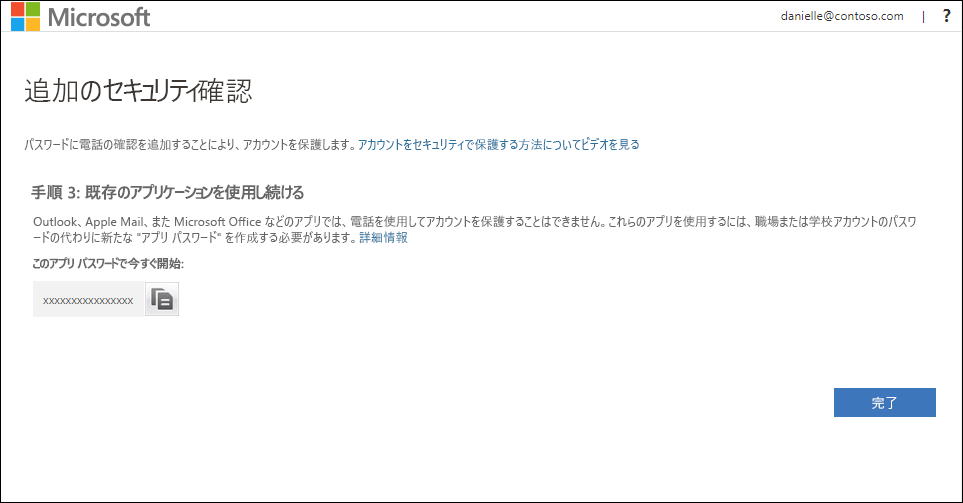 Microsoft
danielle@contoso.com | ?
追加のセキュリティ確認
パスワードに電話の確認を追加することにより、アカウントを保護します。アカウントをセキュリティで保護する方法についてビデオを見る
手順 3: 既存のアプリケーションを使用し続ける
Outlook、Apple Mail、また Microsoft Office などのアプリでは、電話を使用してアカウントを保護することはできません。これらのアプリを使用するには、職場または学校アカウントのパスワ
ードの代わりに新たな "アプリ パスワード" を作成する必要があります。詳細情報
このアプリ パスワードで今すぐ開始:
xxxxxxxxxxxxxxxx
完了